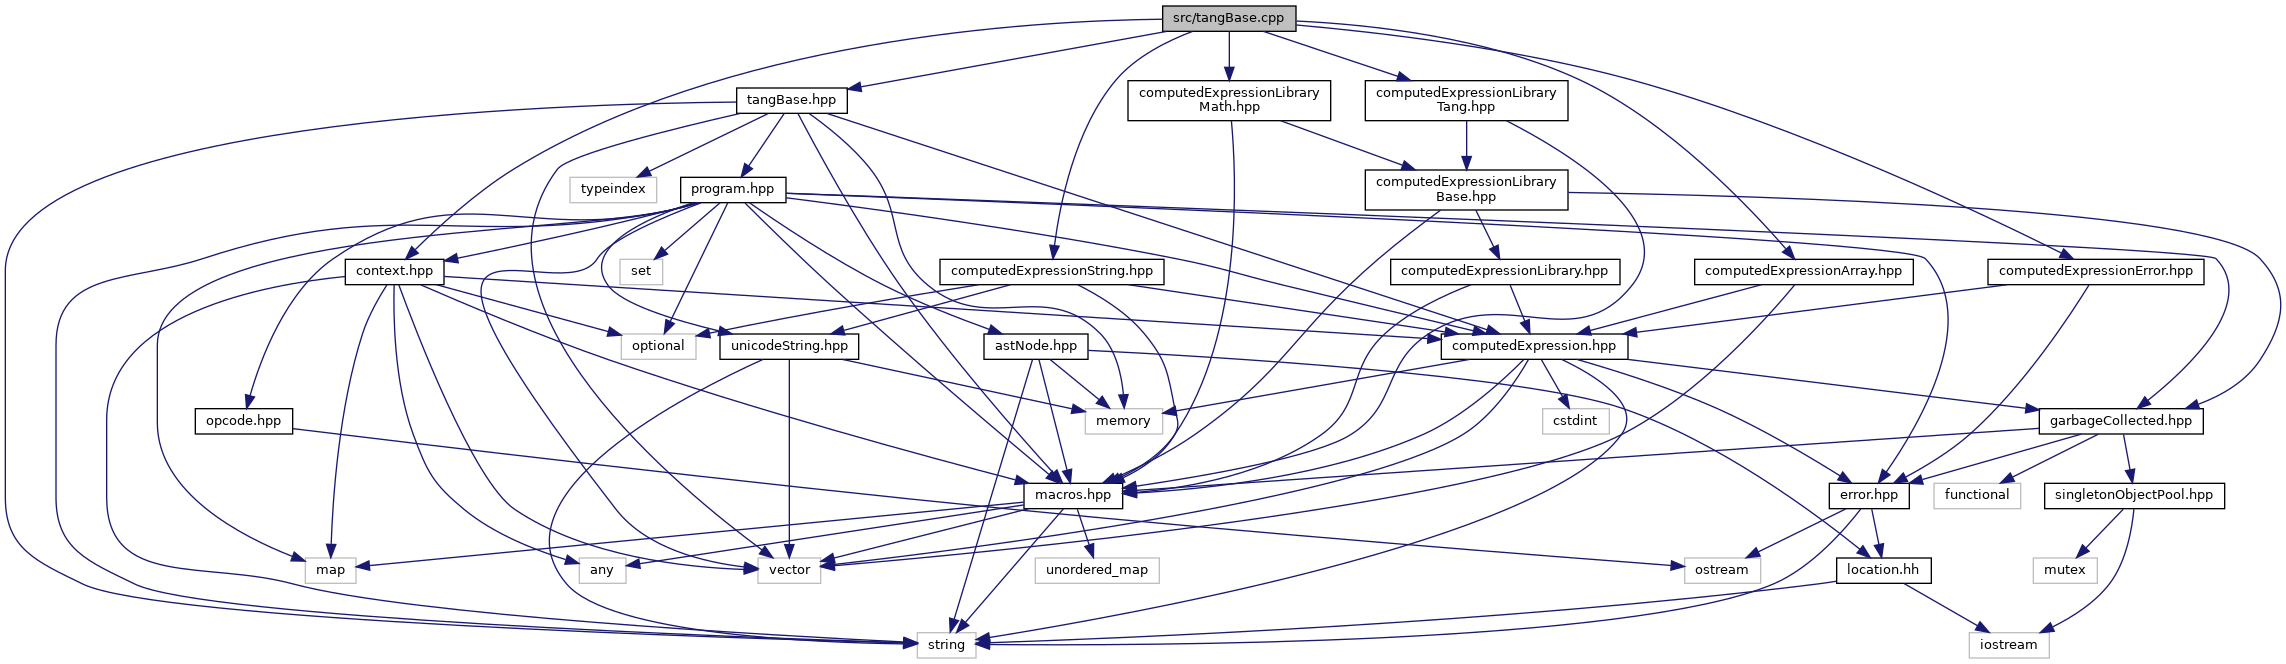 src/tangBase.cpp
tangBase.hpp
computedExpressionLibrary
Math.hpp
computedExpressionLibrary
Tang.hpp
typeindex
program.hpp
computedExpressionLibrary
Base.hpp
context.hpp
set
computedExpressionString.hpp
computedExpressionLibrary.hpp
computedExpressionArray.hpp
computedExpressionError.hpp
optional
unicodeString.hpp
astNode.hpp
computedExpression.hpp
opcode.hpp
memory
cstdint
garbageCollected.hpp
macros.hpp
error.hpp
functional
singletonObjectPool.hpp
map
any
vector
unordered_map
ostream
location.hh
mutex
string
iostream